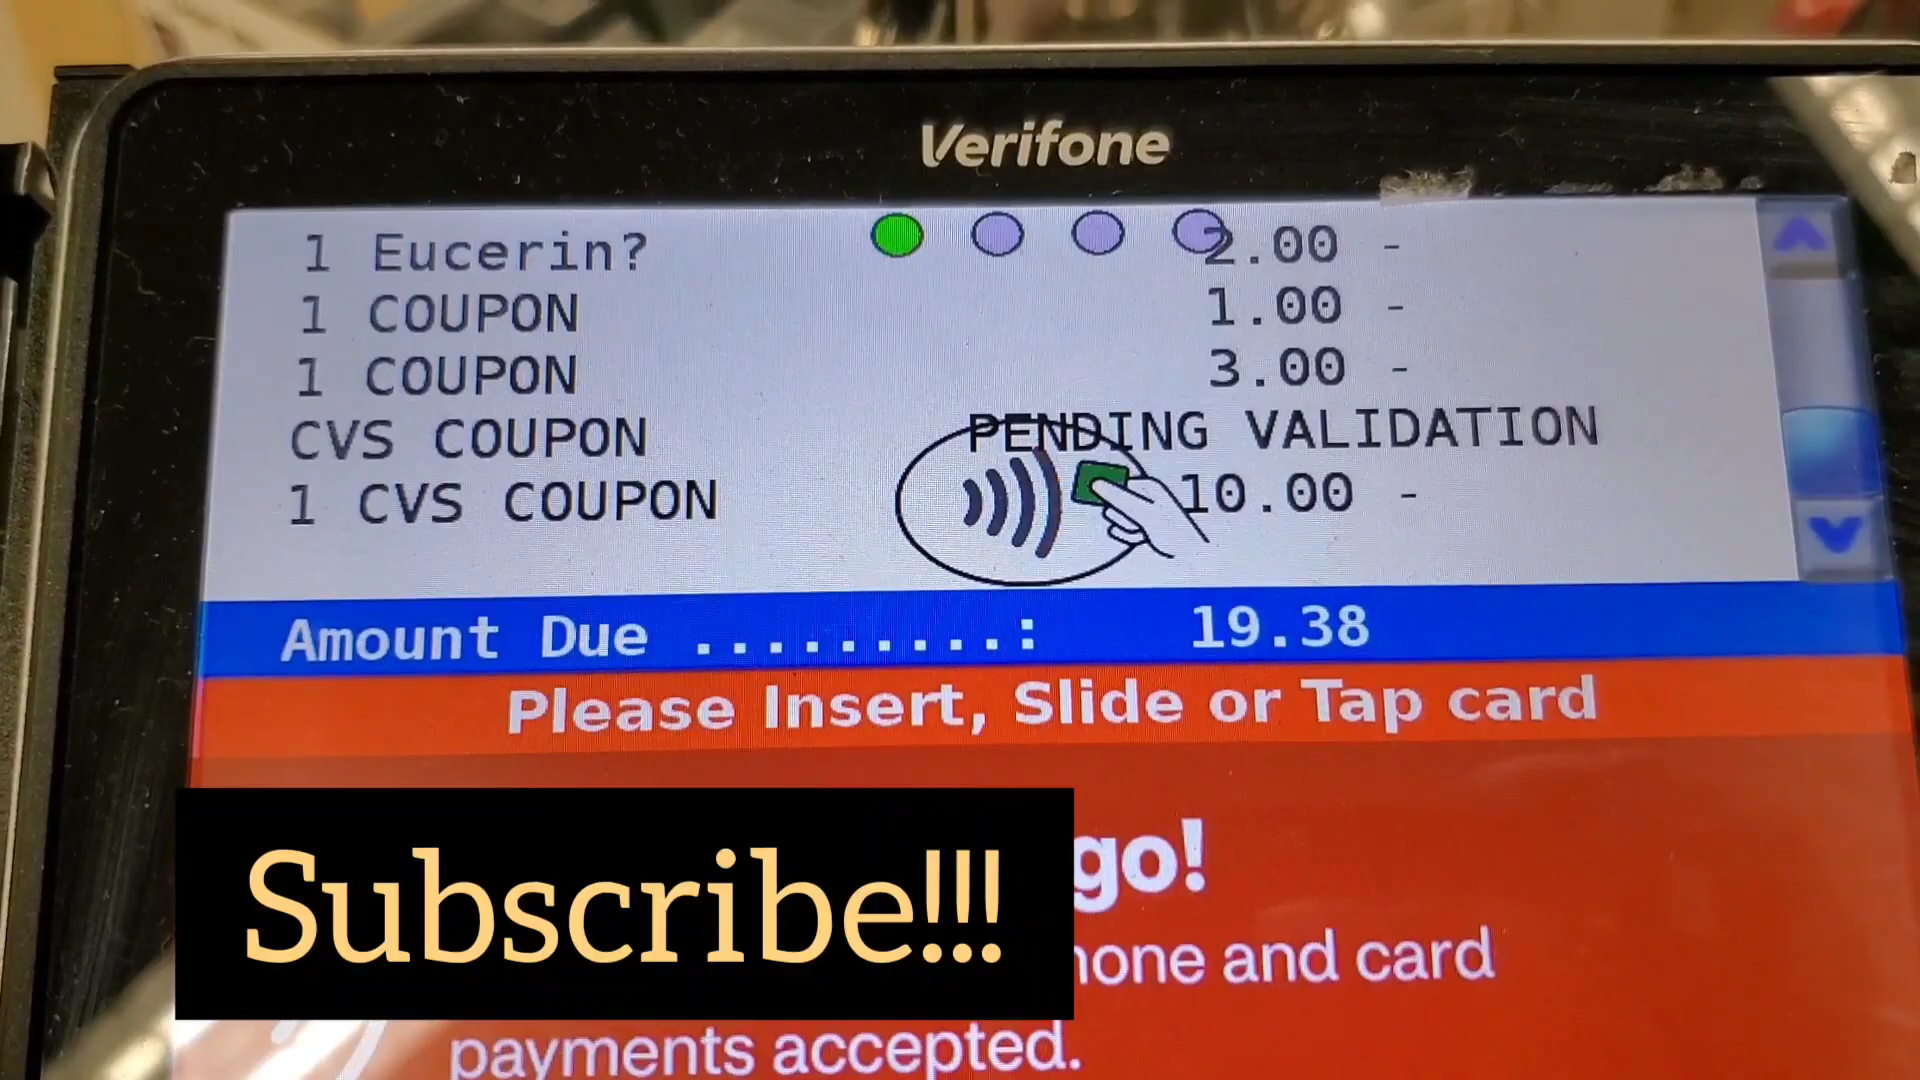 Verifone
1 Eucerin? 2.00 -
1 COUPON 1.00 -
1 COUPON 3.00 -
CVS COUPON PENDING VALIDATION
1 CVS COUPON 10.00 -
Amount Due .........: 19.38
Please Insert, Slide or Tap card
go!
and card
payments accepted.
Subscribe!!!